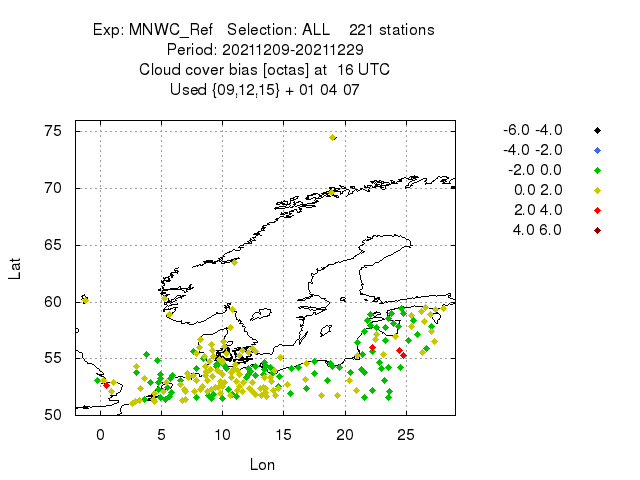 Exp: MNWC_Ref   Selection: ALL    221 stations
Period: 20211209-20211229
Cloud cover bias [octas] at  16 UTC
Used {09,12,15} + 01 04 07
75
70
65
60
55
50
0 5 10 15 20 25
Lat
Lon
-6.0 -4.0
-4.0 -2.0
-2.0 0.0
0.0 2.0
2.0 4.0
4.0 6.0